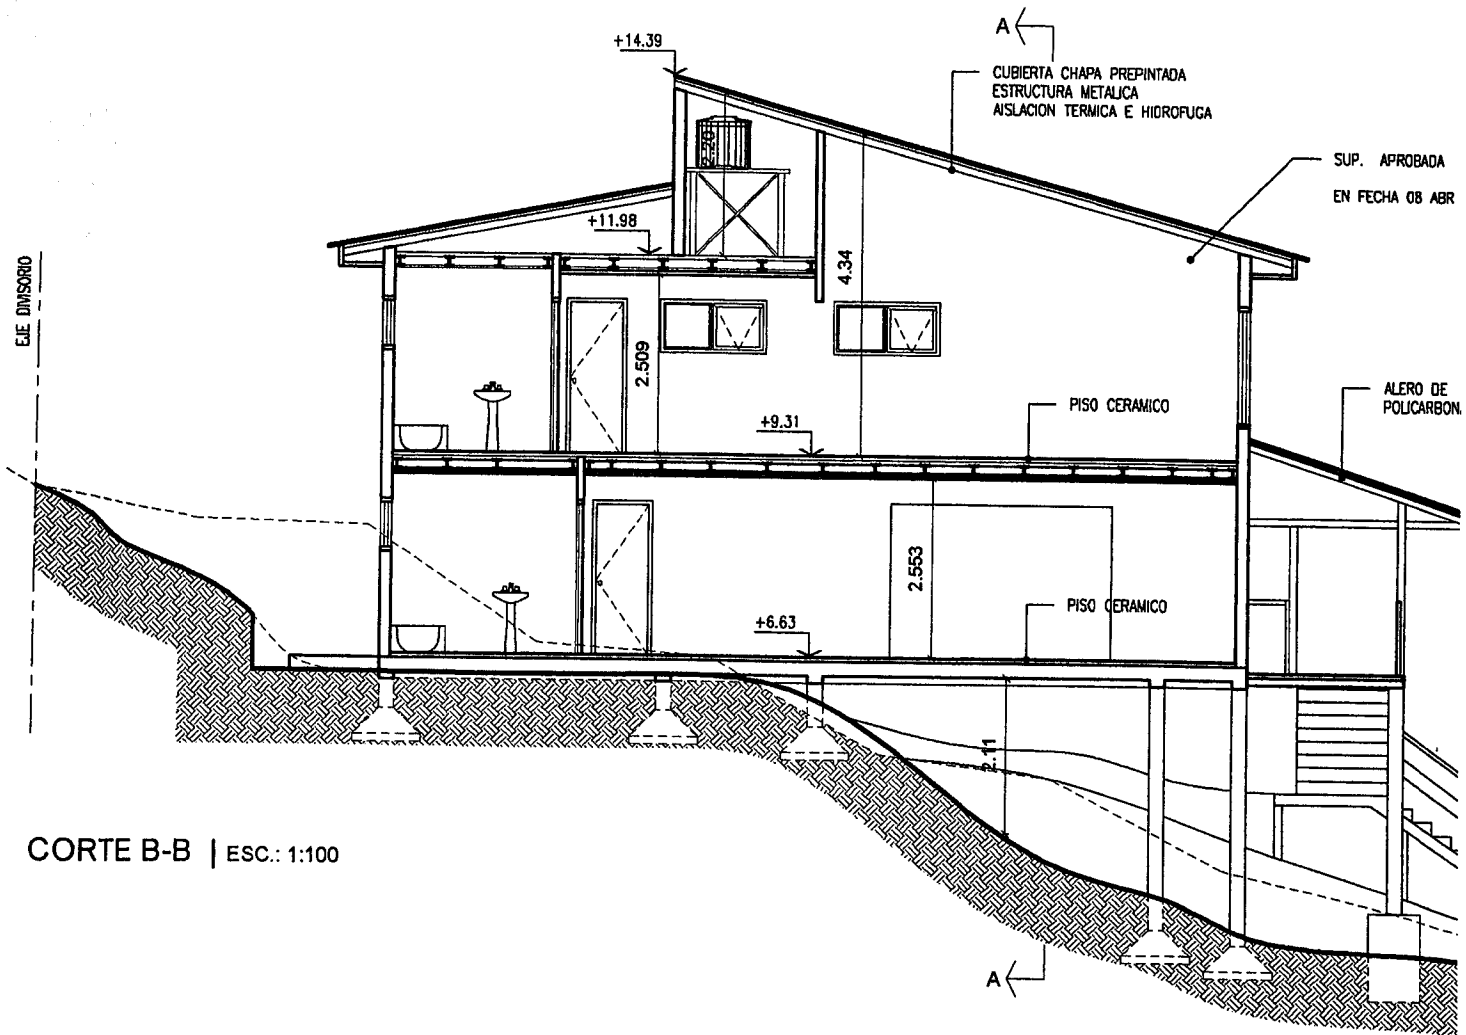 A
+14.39
CUBIERTA CHAPA PREPINTADA
ESTRUCTURA METALICA
AISLACION TERMICA E HIDROFUGA
2.20
SUP. APROBADA
EN FECHA 08 ABR
+11.98
4.34
EJE DIVISORIO
2.509
ALERO DE
PISO CERAMICO
+9.31
2.553
PISO CERAMICO
+6.63
2.11
CORTE B-B | ESC.: 1:100
A